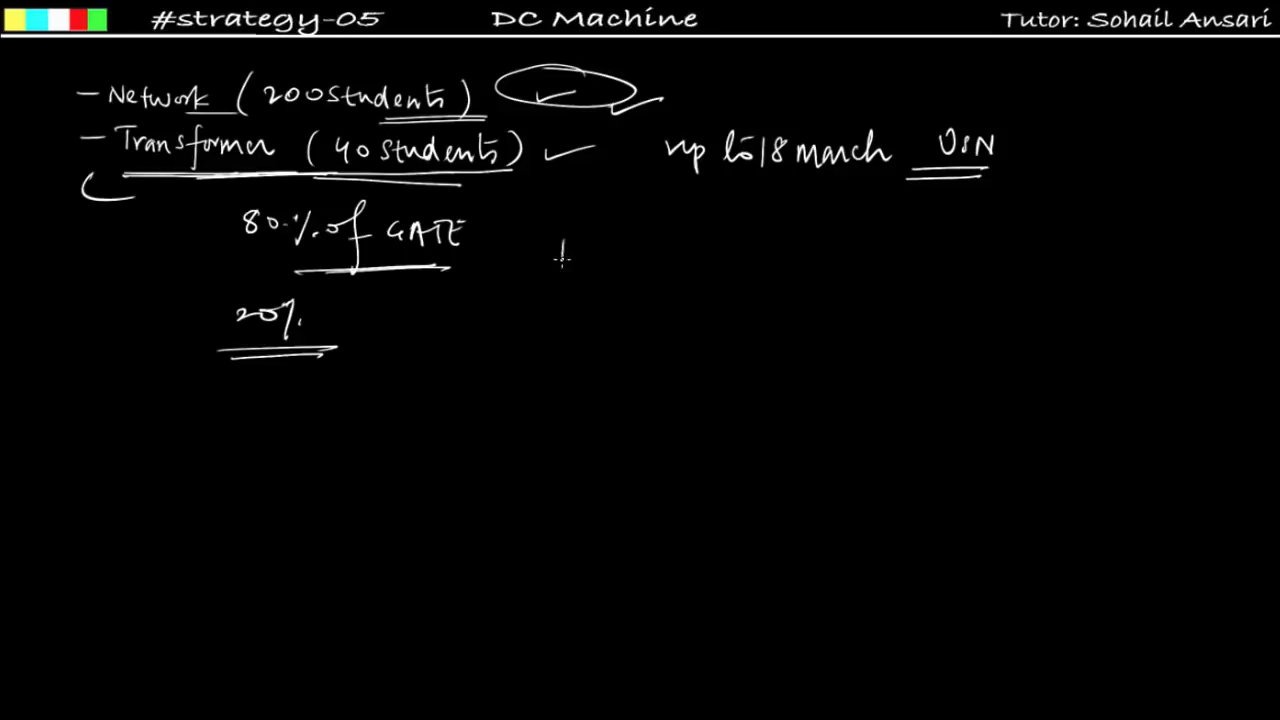 #strategy-05 DC Machine Tutor: Sohail Ansari
- Network (200 students)
- Transformer (40 students) up to 18 march
80% of GATE
20%